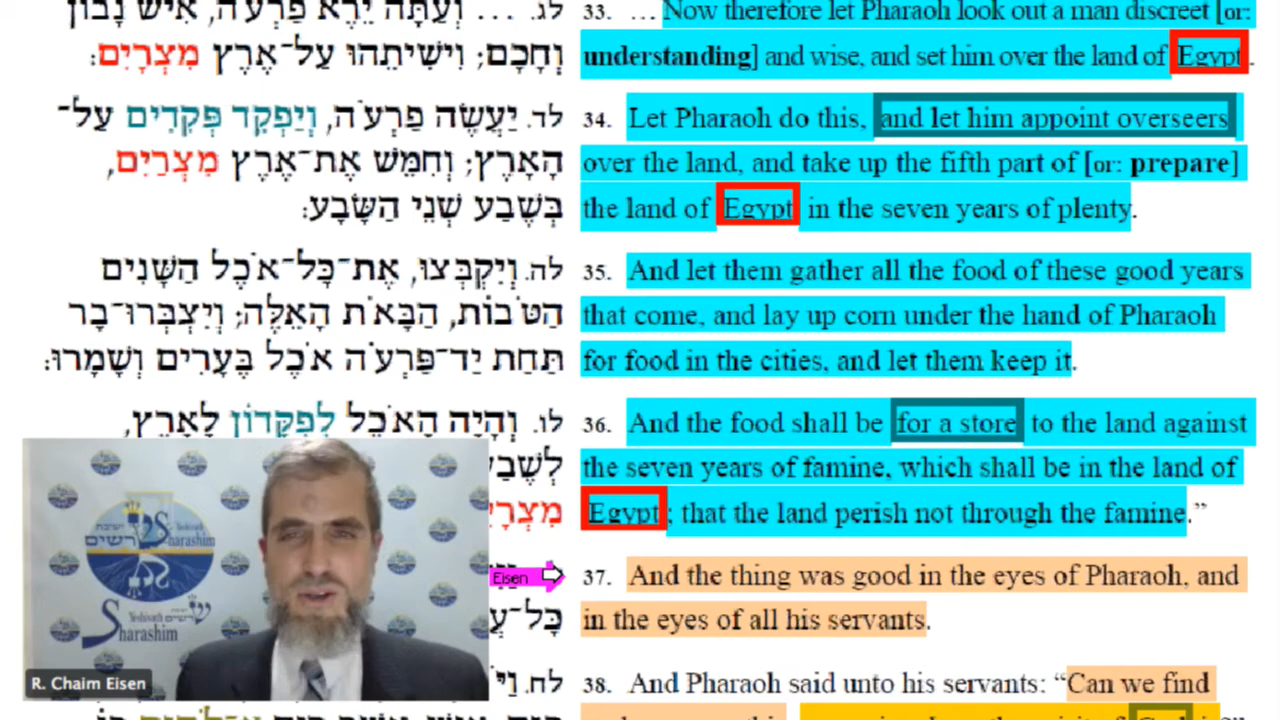 לג. ... וְעַתָּה יֵרֶא פַרְעֹה, אִישׁ נָבוֹן
וְחָכָם; וִישִׁיתֵהוּ עַל־אֶרֶץ מִצְרָיִם:
33. ... Now therefore let Pharaoh look out a man discreet [or:
understanding] and wise, and set him over the land of Egypt.
לד. יַעֲשֶׂה פַרְעֹה, וְיַפְקֵד פְּקִדִים עַל־
הָאָרֶץ; וְחִמֵּשׁ אֶת־אֶרֶץ מִצְרַיִם,
בְּשֶׁבַע שְׁנֵי הַשָּׂבָע:
34. Let Pharaoh do this, and let him appoint overseers
over the land, and take up the fifth part of [or: prepare]
the land of Egypt in the seven years of plenty.
לה. וְיִקְבְּצוּ, אֶת־כָּל־אֹכֶל הַשָּׁנִים
הַטֹּבוֹת, הַבָּאֹת הָאֵלֶּה; וְיִצְבְּרוּ־בָר
תַּחַת יַד־פַּרְעֹה אֹכֶל בֶּעָרִים וְשָׁמָרוּ:
35. And let them gather all the food of these good years
that come, and lay up corn under the hand of Pharaoh
for food in the cities, and let them keep it.
לו. וְהָיָה הָאֹכֶל לְפִקָּדוֹן לָאָרֶץ,
לְשֶׁבַע
36. And the food shall be for a store to the land against
the seven years of famine, which shall be in the land of
Egypt; that the land perish not through the famine.”
Eisen
37. And the thing was good in the eyes of Pharaoh, and
in the eyes of all his servants.
לח.
38. And Pharaoh said unto his servants: “Can we find
ישיבת
שרשים
Yeshivath
Sharashim
Yeshivath
שרשים
Sharashim
R. Chaim Eisen